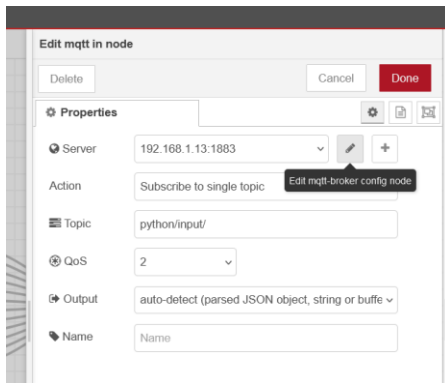 Edit mqtt in node
Delete
Cancel
Done
Properties
Server
192.168.1.13:1883
Action
Subscribe to single topic
Edit mqtt-broker config node
Topic
python/input/
QoS
2
Output
auto-detect (parsed JSON object, string or buffe
Name
Name